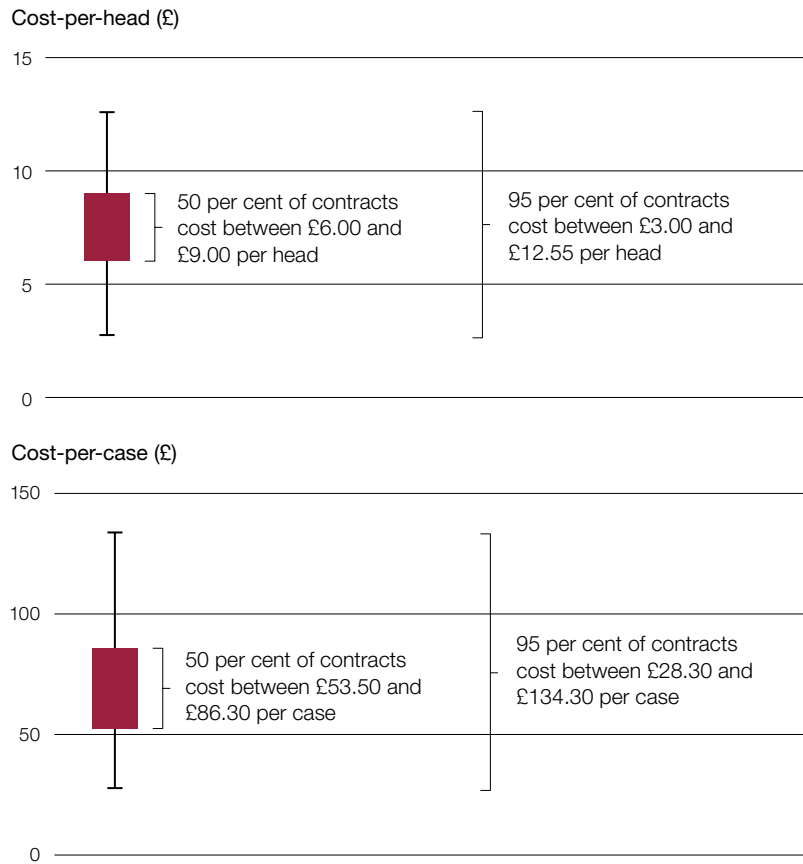 Cost-per-head (£)
15
10
50 per cent of contracts
cost between £6.00 and
£9.00 per head
95 per cent of contracts
cost between £3.00 and
£12.55 per head
5
0
Cost-per-case (£)
150
100
50 per cent of contracts
cost between £53.50 and
£86.30 per case
95 per cent of contracts
cost between £28.30 and
£134.30 per case
50
0